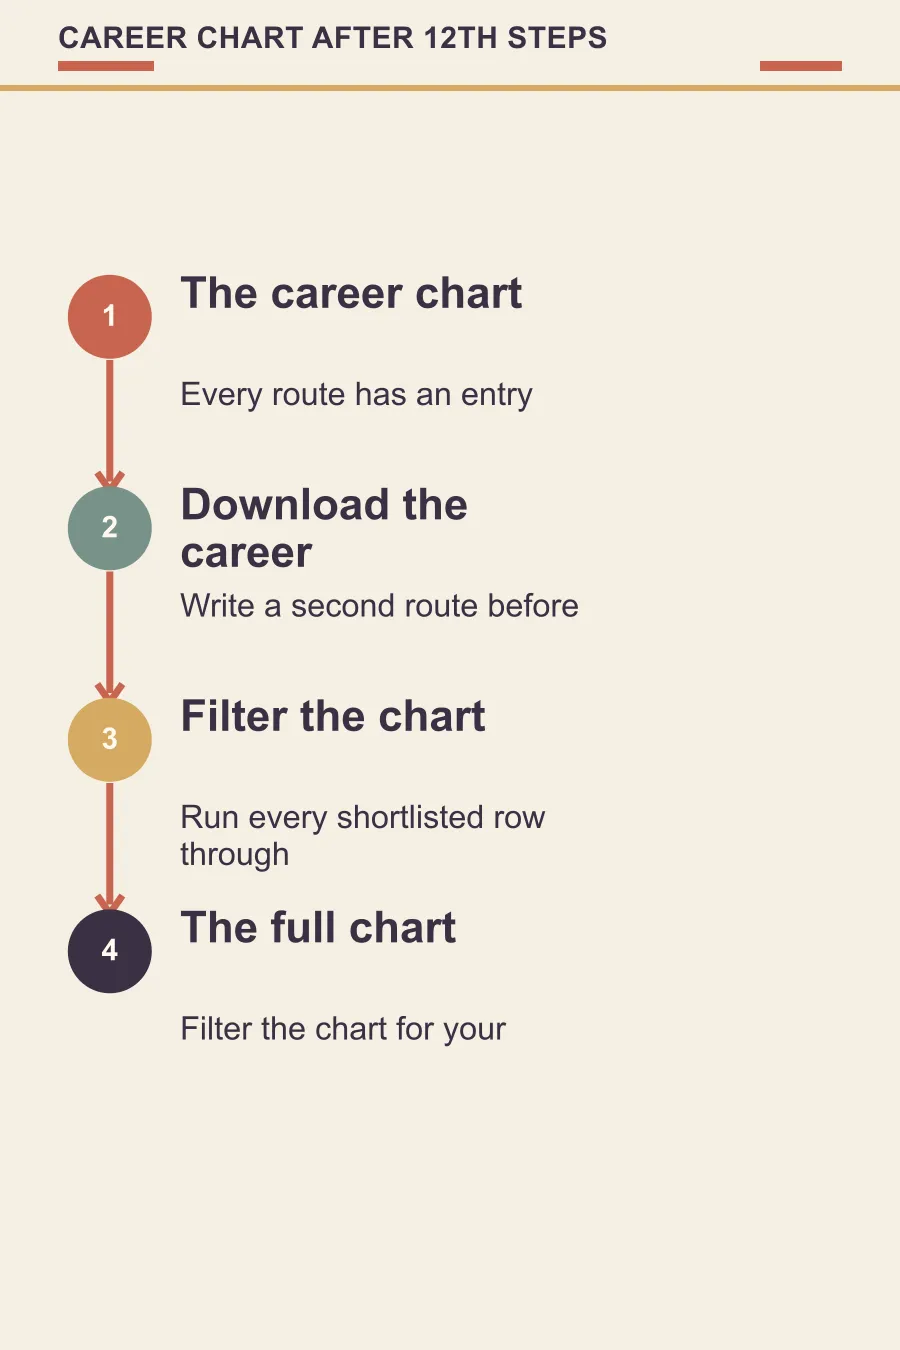 CAREER CHART AFTER 12TH STEPS
1
The career chart
Every route has an entry
2
Download the
career
Write a second route before
3
Filter the chart
Run every shortlisted row
through
4
The full chart
Filter the chart for your